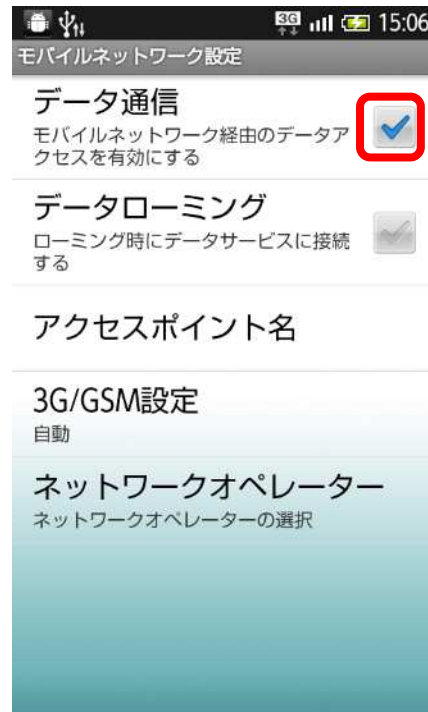 3G 15:06
モバイルネットワーク設定
データ通信
モバイルネットワーク経由のデータア
クセスを有効にする
データローミング
ローミング時にデータサービスに接続
する
アクセスポイント名
3G/GSM設定
自動
ネットワークオペレーター
ネットワークオペレーターの選択